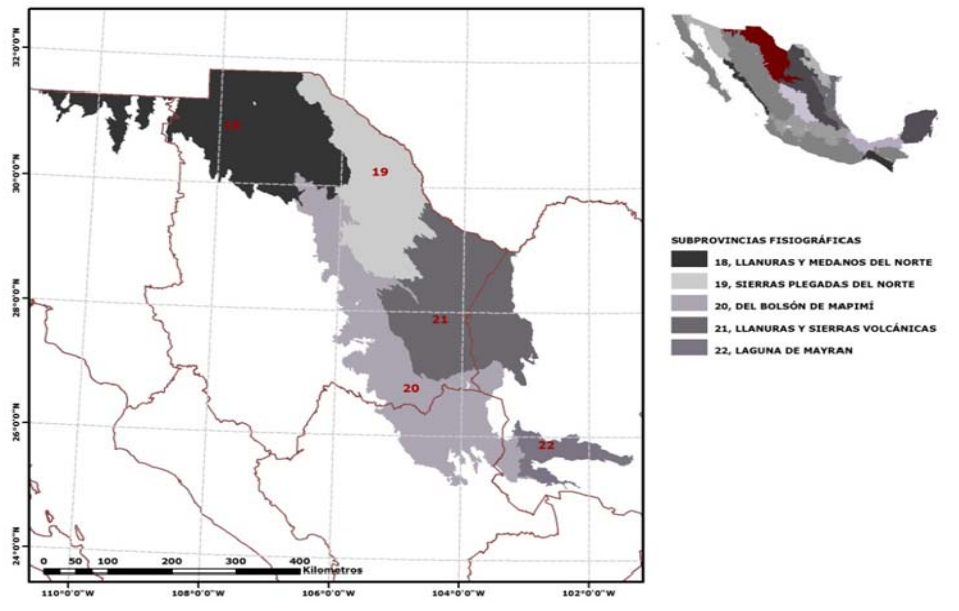 32°0'0"N
30°0'0"N
28°0'0"N
26°0'0"N
24°0'0"N
18
19
20
21
22
0 50 100 200 300 400
Kilometros
110°0'0"W 108°0'0"W 106°0'0"W 104°0'0"W 102°0'0"W
SUBPROVINCIAS FISIOGRÁFICAS
18, LLANURAS Y MEDANOS DEL NORTE
19, SIERRAS PLEGADAS DEL NORTE
20, DEL BOLSÓN DE MAPIMÍ
21, LLANURAS Y SIERRAS VOLCÁNICAS
22, LAGUNA DE MAYRAN